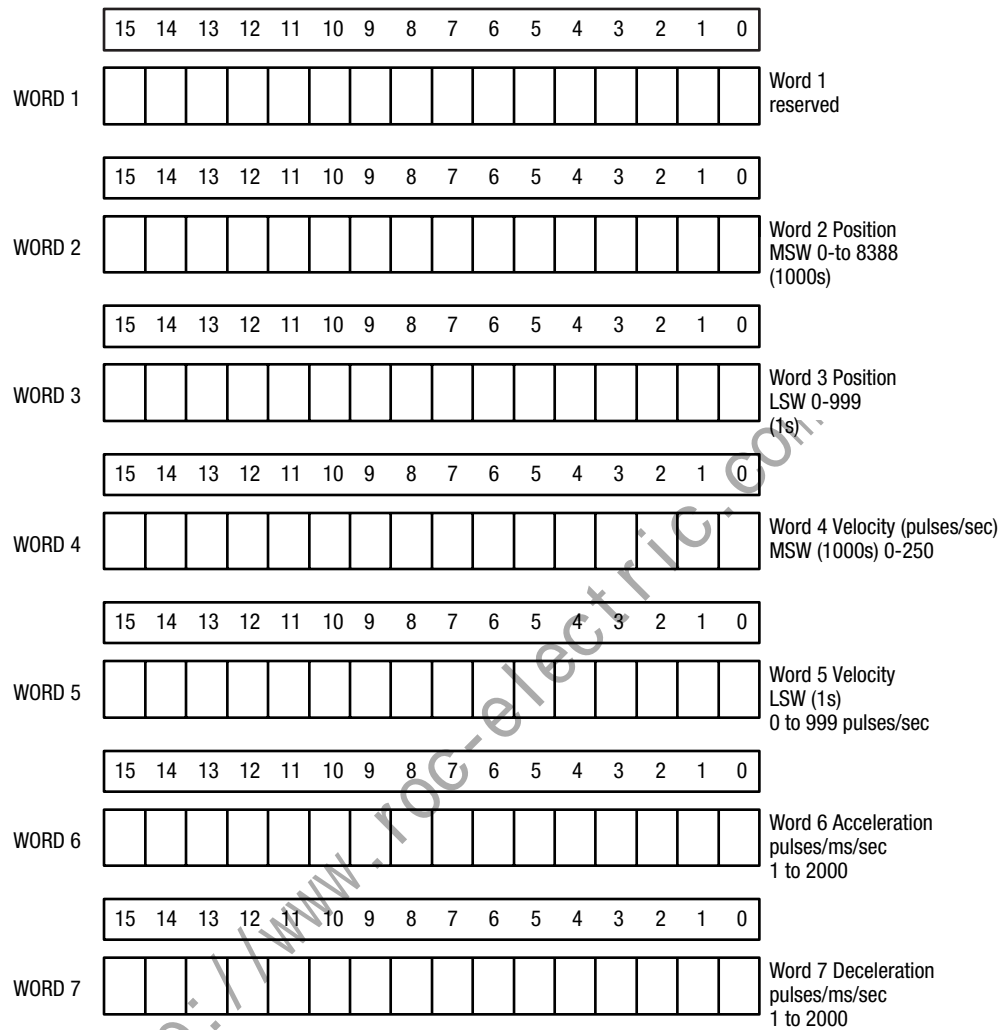 15 14 13 12 11 10 9 8 7 6 5 4 3 2 1 0
WORD 1
Word 1
reserved
15 14 13 12 11 10 9 8 7 6 5 4 3 2 1 0
WORD 2
Word 2 Position
MSW 0-to 8388
(1000s)
15 14 13 12 11 10 9 8 7 6 5 4 3 2 1 0
WORD 3
Word 3 Position
LSW 0-999
(1s)
15 14 13 12 11 10 9 8 7 6 5 4 3 2 1 0
WORD 4
Word 4 Velocity (pulses/sec)
MSW (1000s) 0-250
15 14 13 12 11 10 9 8 7 6 5 4 3 2 1 0
WORD 5
Word 5 Velocity
LSW (1s)
0 to 999 pulses/sec
15 14 13 12 11 10 9 8 7 6 5 4 3 2 1 0
WORD 6
Word 6 Acceleration
pulses/ms/sec
1 to 2000
15 14 13 12 11 10 9 8 7 6 5 4 3 2 1 0
WORD 7
Word 7 Deceleration
pulses/ms/sec
1 to 2000
://www.roc-electric.com